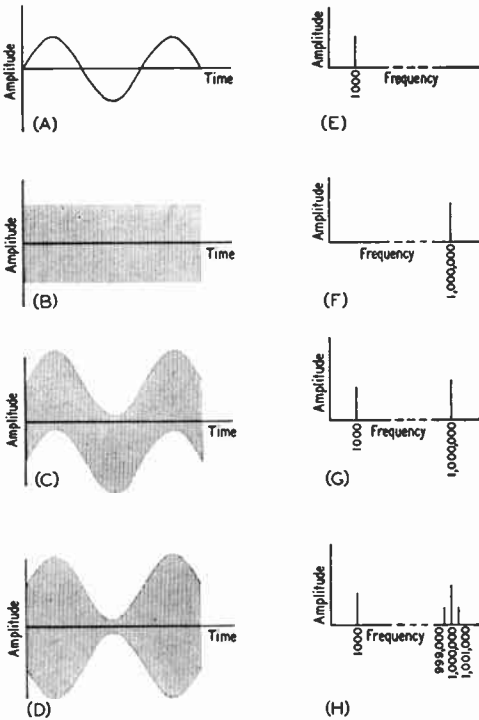 Amplitude
Time
(A)
Amplitude
1000
Frequency
(E)
Amplitude
Time
(B)
Amplitude
Frequency
1,000,000
(F)
Amplitude
Time
(C)
Amplitude
1000
Frequency
1,000,000
(G)
Amplitude
Time
(D)
Amplitude
1000
Frequency
999,000
1,000,000
1,001,000
(H)